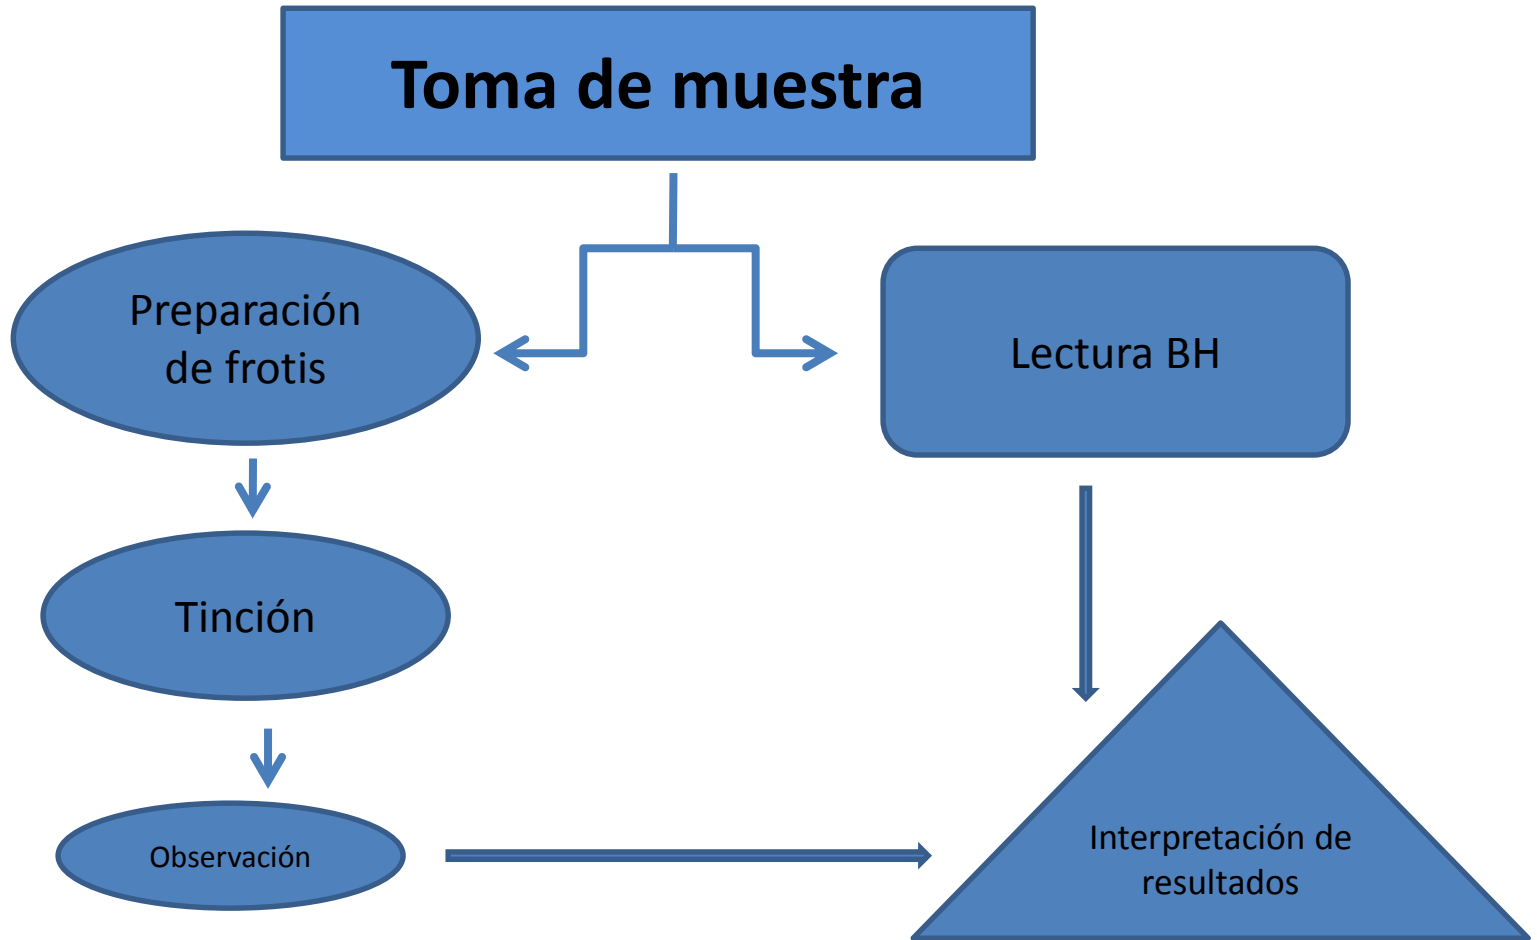 Toma de muestra
Preparación
de frotis
Lectura BH
Tinción
Observación
Interpretación de
resultados